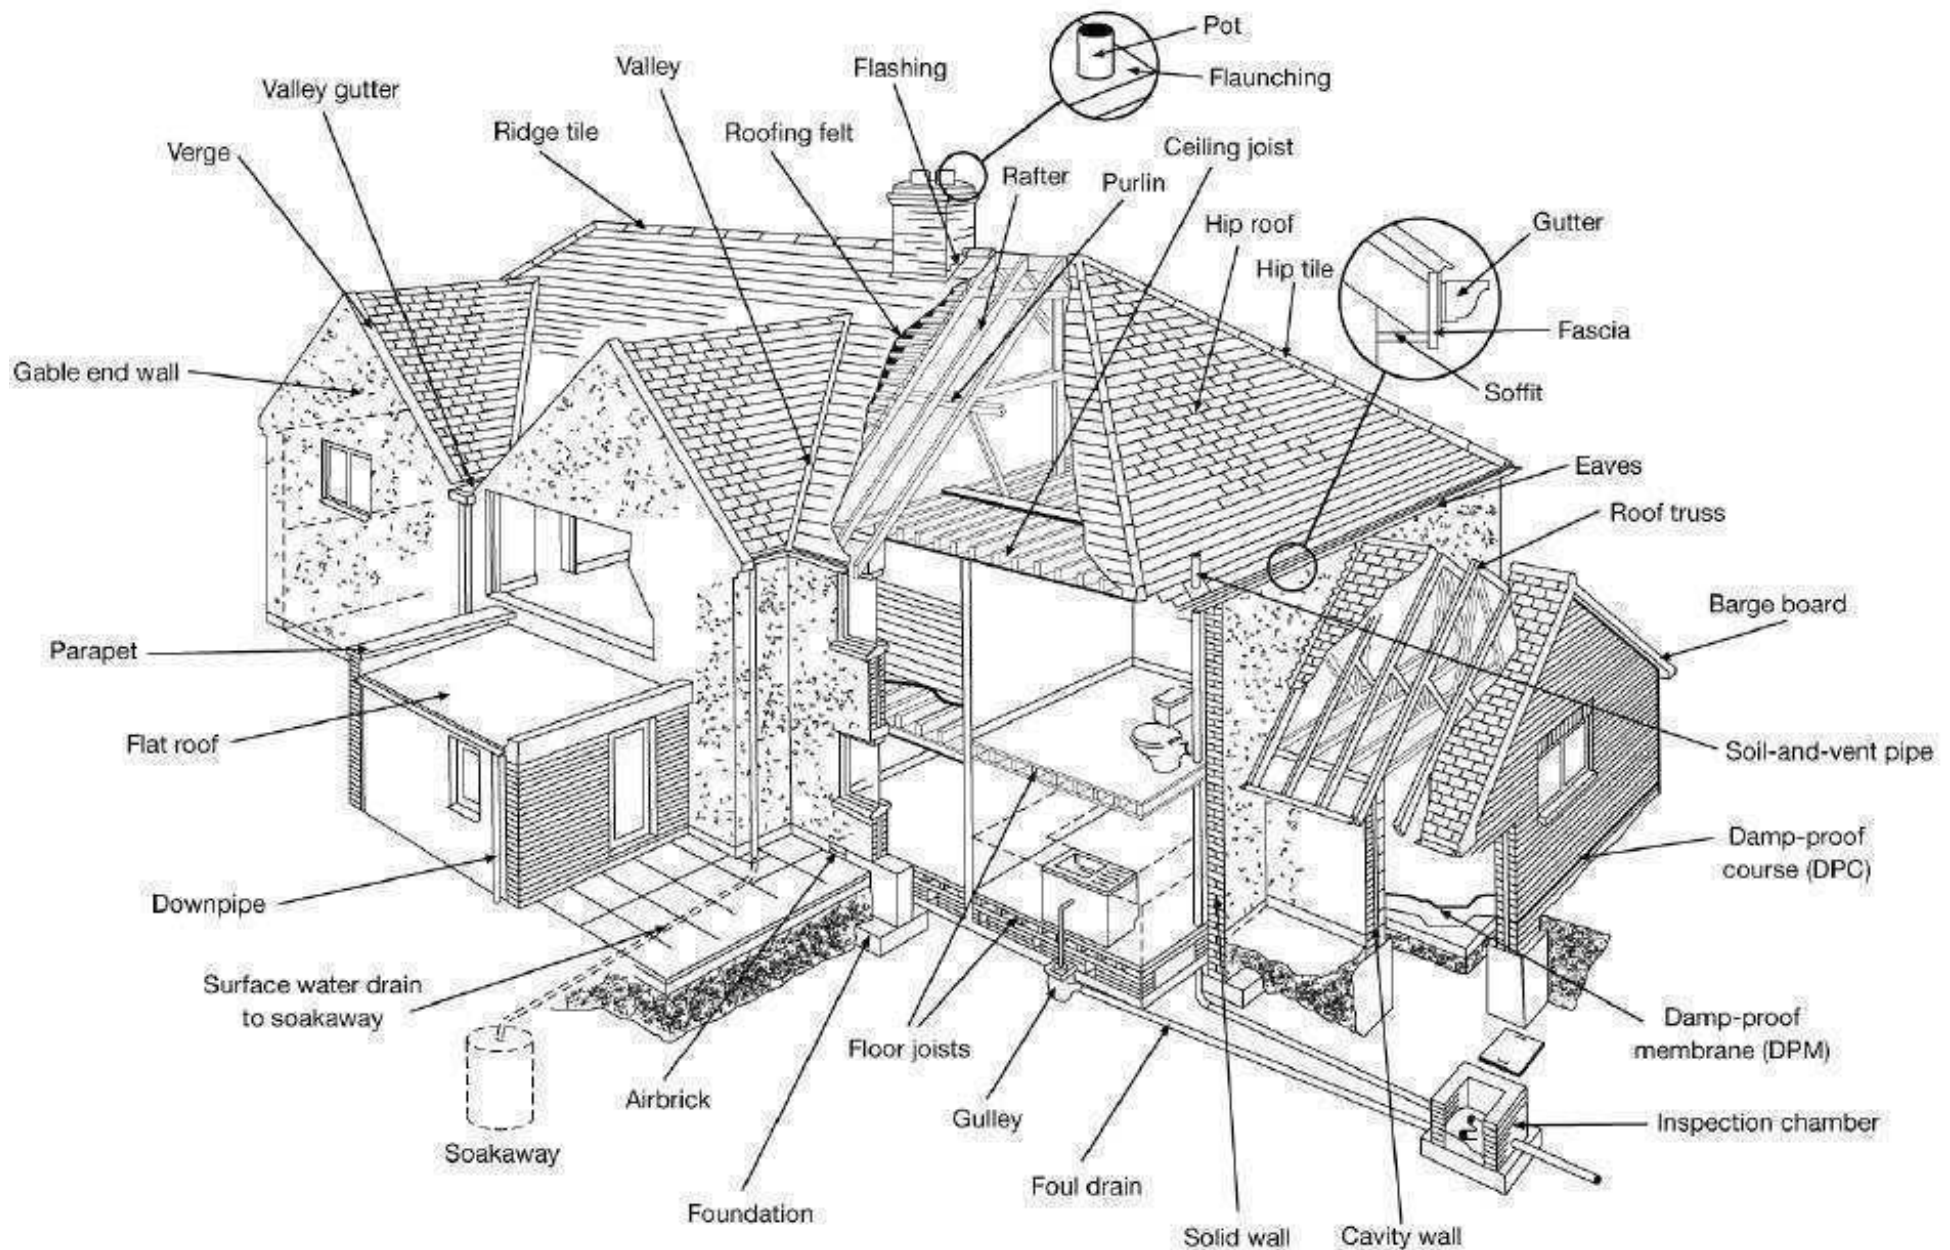 Pot
Flaunching
Valley
Flashing
Valley gutter
Ridge tile
Roofing felt
Ceiling joist
Verge
Rafter
Purlin
Hip roof
Gutter
Hip tile
Fascia
Gable end wall
Soffit
Eaves
Roof truss
Barge board
Parapet
Flat roof
Soil-and-vent pipe
Damp-proof
course (DPC)
Downpipe
Surface water drain
to soakaway
Floor joists
Damp-proof
membrane (DPM)
Airbrick
Gulley
Inspection chamber
Soakaway
Foul drain
Foundation
Solid wall
Cavity wall